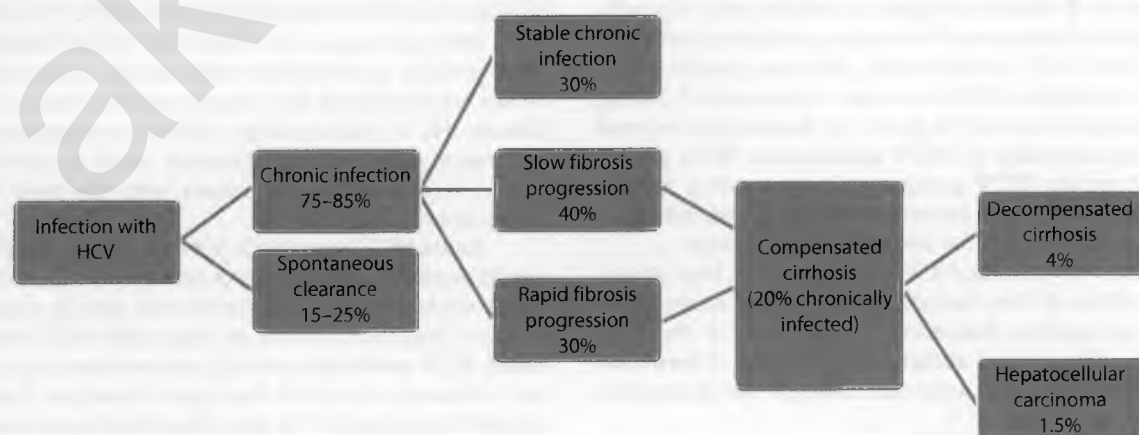 ak
Infection with
HCV
Chronic infection
75–85%
Spontaneous
clearance
15–25%
Stable chronic
infection
30%
Slow fibrosis
progression
40%
Rapid fibrosis
progression
30%
Compensated
cirrhosis
(20% chronically
infected)
Decompensated
cirrhosis
4%
Hepatocellular
carcinoma
1.5%